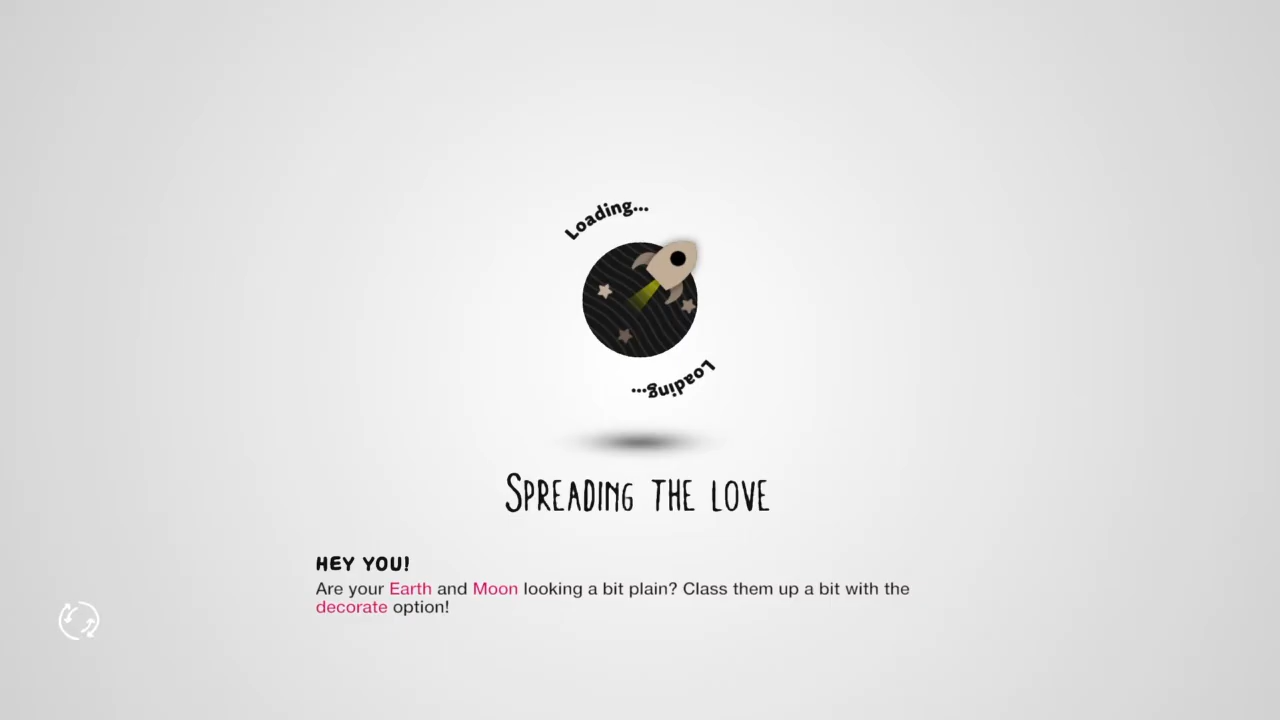 Loading...
Loading...
Spreading the love
HEY YOU!
Are your Earth and Moon looking a bit plain? Class them up a bit with the
decorate option!